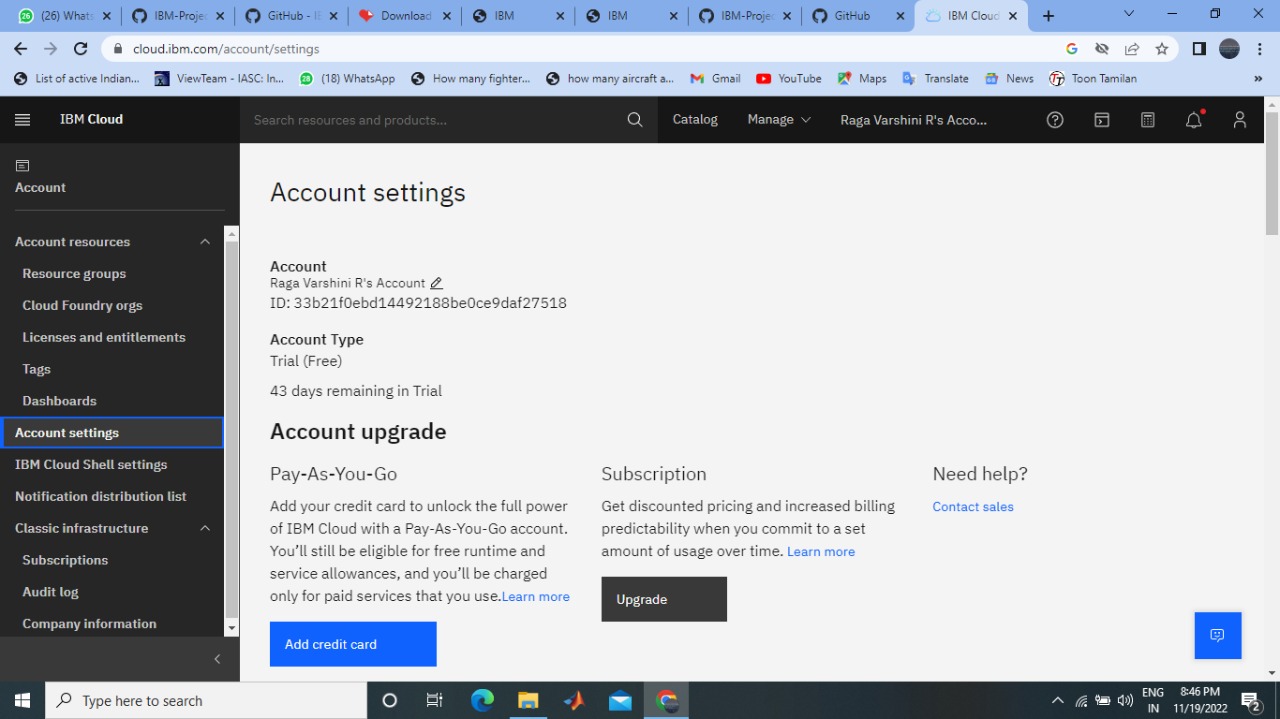 (26) Whats
IBM-Proje
GitHub - IB
Download
IBM
IBM
IBM-Proje
GitHub
IBM Cloud
cloud.ibm.com/account/settings
List of active Indian...
ViewTeam - IASC: In...
(18) WhatsApp
How many fighter...
how many aircraft a...
Gmail
YouTube
Maps
Translate
News
Toon Tamilan
IBM Cloud
Search resources and products...
Catalog
Manage
Raga Varshini R's Acco...
Account
Account resources
Resource groups
Cloud Foundry orgs
Licenses and entitlements
Tags
Dashboards
Account settings
IBM Cloud Shell settings
Notification distribution list
Classic infrastructure
Subscriptions
Audit log
Company information
Account settings
Account
Raga Varshini R's Account
ID: 33b21f0ebd14492188be0ce9daf27518
Account Type
Trial (Free)
43 days remaining in Trial
Account upgrade
Pay-As-You-Go
Add your credit card to unlock the full power
of IBM Cloud with a Pay-As-You-Go account.
You’ll still be eligible for free runtime and
service allowances, and you’ll be charged
only for paid services that you use.Learn more
Add credit card
Subscription
Get discounted pricing and increased billing
predictability when you commit to a set
amount of usage over time. Learn more
Upgrade
Need help?
Contact sales
Type here to search
ENG
IN
8:46 PM
11/19/2022
2